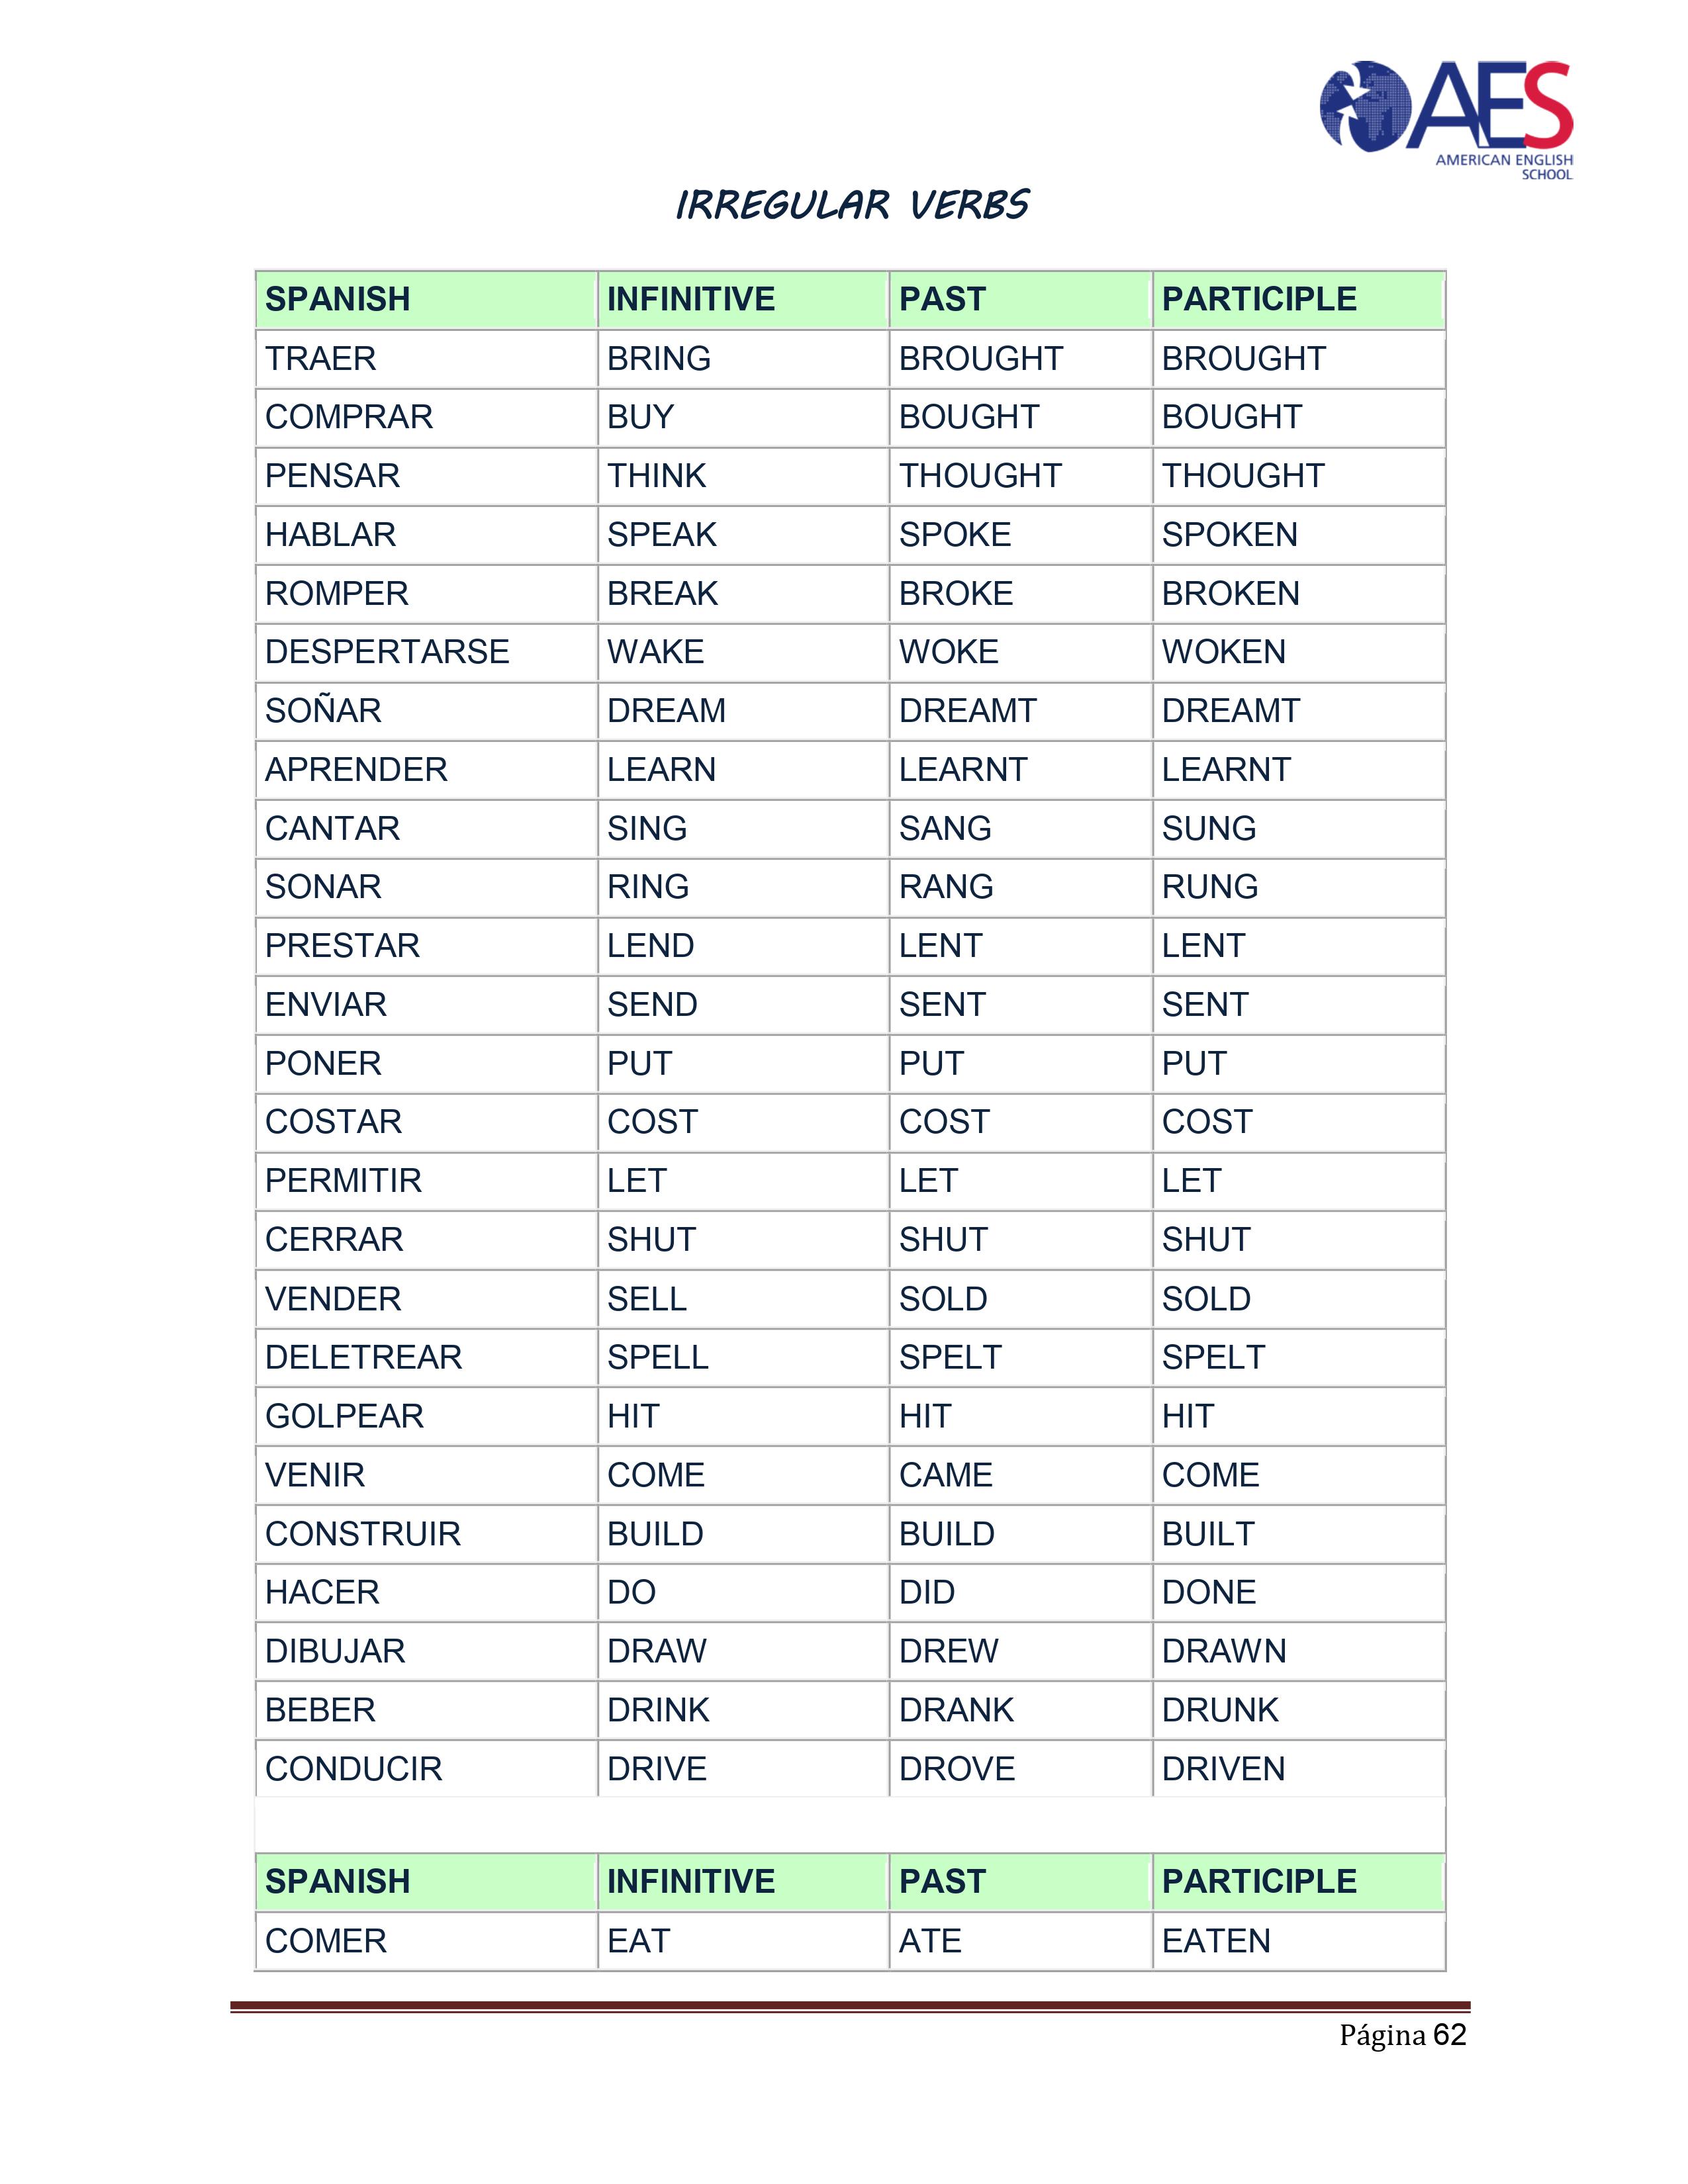 AES
AMERICAN ENGLISH
SCHOOL
IRREGULAR VERBS
SPANISH INFINITIVE PAST PARTICIPLE
TRAER BRING BROUGHT BROUGHT
COMPRAR BUY BOUGHT BOUGHT
PENSAR THINK THOUGHT THOUGHT
HABLAR SPEAK SPOKE SPOKEN
ROMPER BREAK BROKE BROKEN
DESPERTARSE WAKE WOKE WOKEN
SOÑAR DREAM DREAMT DREAMT
APRENDER LEARN LEARNT LEARNT
CANTAR SING SANG SUNG
SONAR RING RANG RUNG
PRESTAR LEND LENT LENT
ENVIAR SEND SENT SENT
PONER PUT PUT PUT
COSTAR COST COST COST
PERMITIR LET LET LET
CERRAR SHUT SHUT SHUT
VENDER SELL SOLD SOLD
DELETREAR SPELL SPELT SPELT
GOLPEAR HIT HIT HIT
VENIR COME CAME COME
CONSTRUIR BUILD BUILD BUILT
HACER DO DID DONE
DIBUJAR DRAW DREW DRAWN
BEBER DRINK DRANK DRUNK
CONDUCIR DRIVE DROVE DRIVEN
SPANISH INFINITIVE PAST PARTICIPLE
COMER EAT ATE EATEN
Página 62